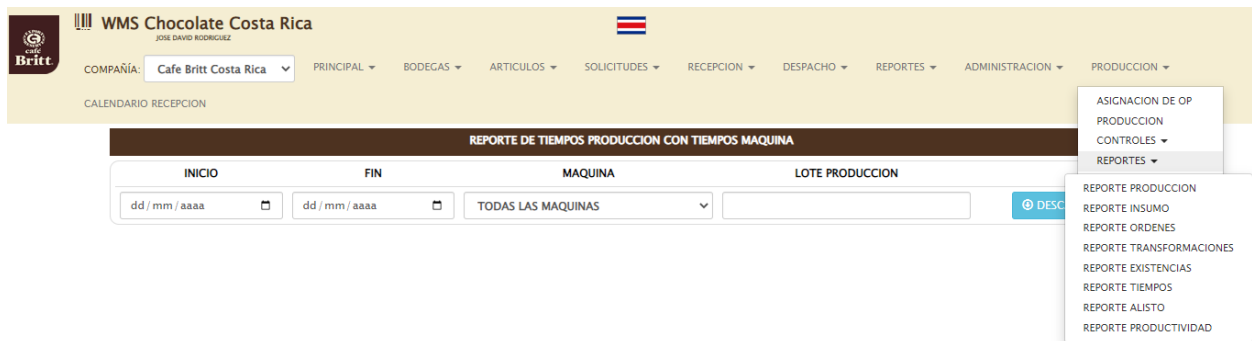 WMS Chocolate Costa Rica
JOSE DAVID RODRIGUEZ
café
Britt
COMPAÑÍA: Cafe Britt Costa Rica PRINCIPAL BODEGAS ARTICULOS SOLICITUDES RECEPCION DESPACHO REPORTES ADMINISTRACION PRODUCCION
CALENDARIO RECEPCION
ASIGNACION DE OP
PRODUCCION
CONTROLES
REPORTES
REPORTE PRODUCCION
REPORTE INSUMO
REPORTE ORDENES
REPORTE TRANSFORMACIONES
REPORTE EXISTENCIAS
REPORTE TIEMPOS
REPORTE ALISTO
REPORTE PRODUCTIVIDAD
REPORTE DE TIEMPOS PRODUCCION CON TIEMPOS MAQUINA
INICIO FIN MAQUINA LOTE PRODUCCION
dd/mm/aaaa dd/mm/aaaa TODAS LAS MAQUINAS DESC